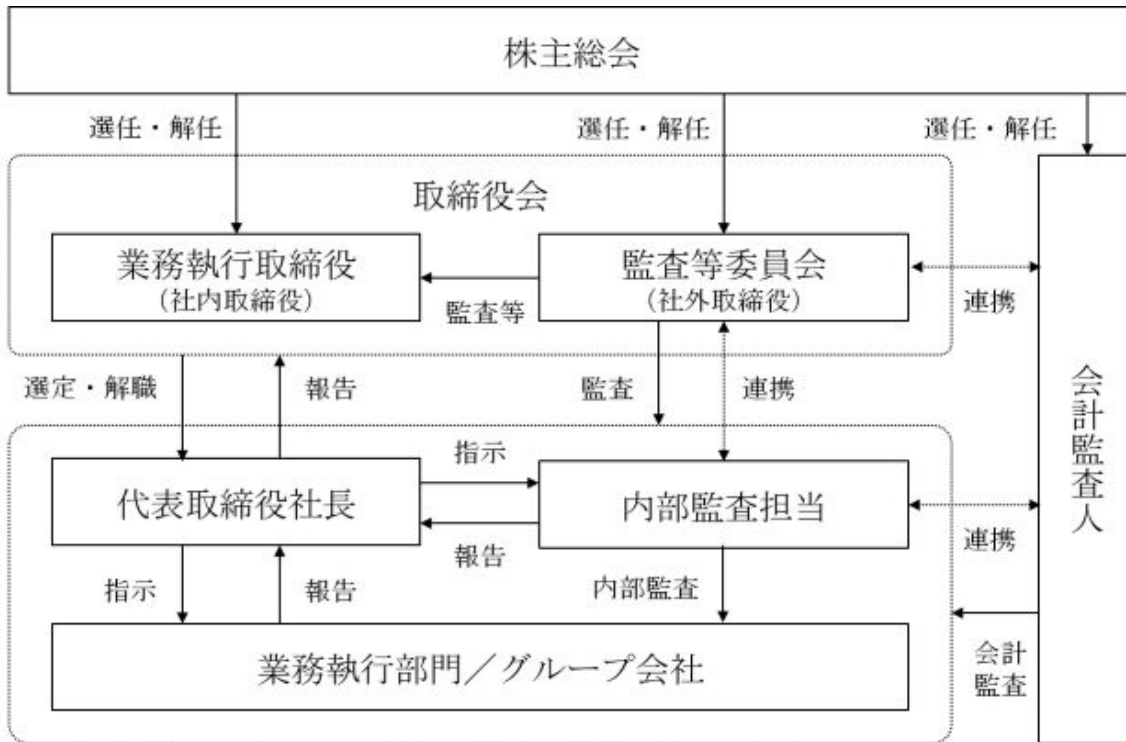 株主総会
選任・解任
選任・解任
選任・解任
取締役会
業務執行取締役
(社内取締役)
監査等委員会
(社外取締役)
監査等
連携
選定・解職
報告
監査
連携
会計監査人
指示
代表取締役社長
内部監査担当
報告
連携
指示
報告
内部監査
業務執行部門／グループ会社
会計
監査